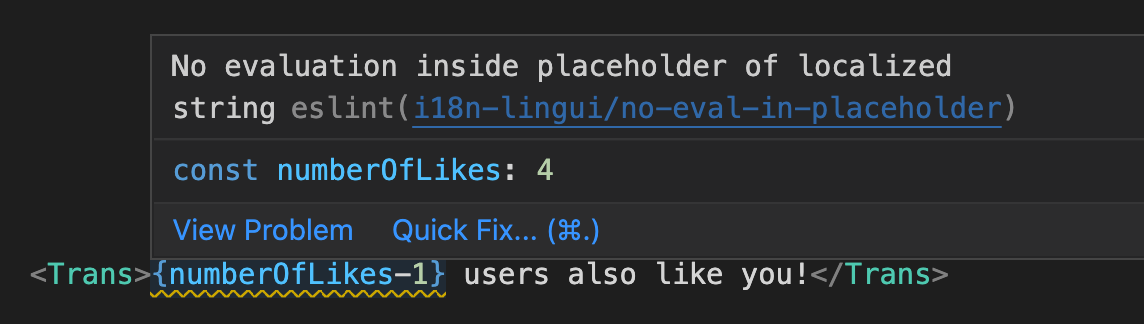 No evaluation inside placeholder of localized
string eslint(i18n-lingui/no-eval-in-placeholder)
const numberOfLikes: 4
View Problem Quick Fix... (⌘.)
<Trans>{numberOfLikes-1} users also like you!</Trans>